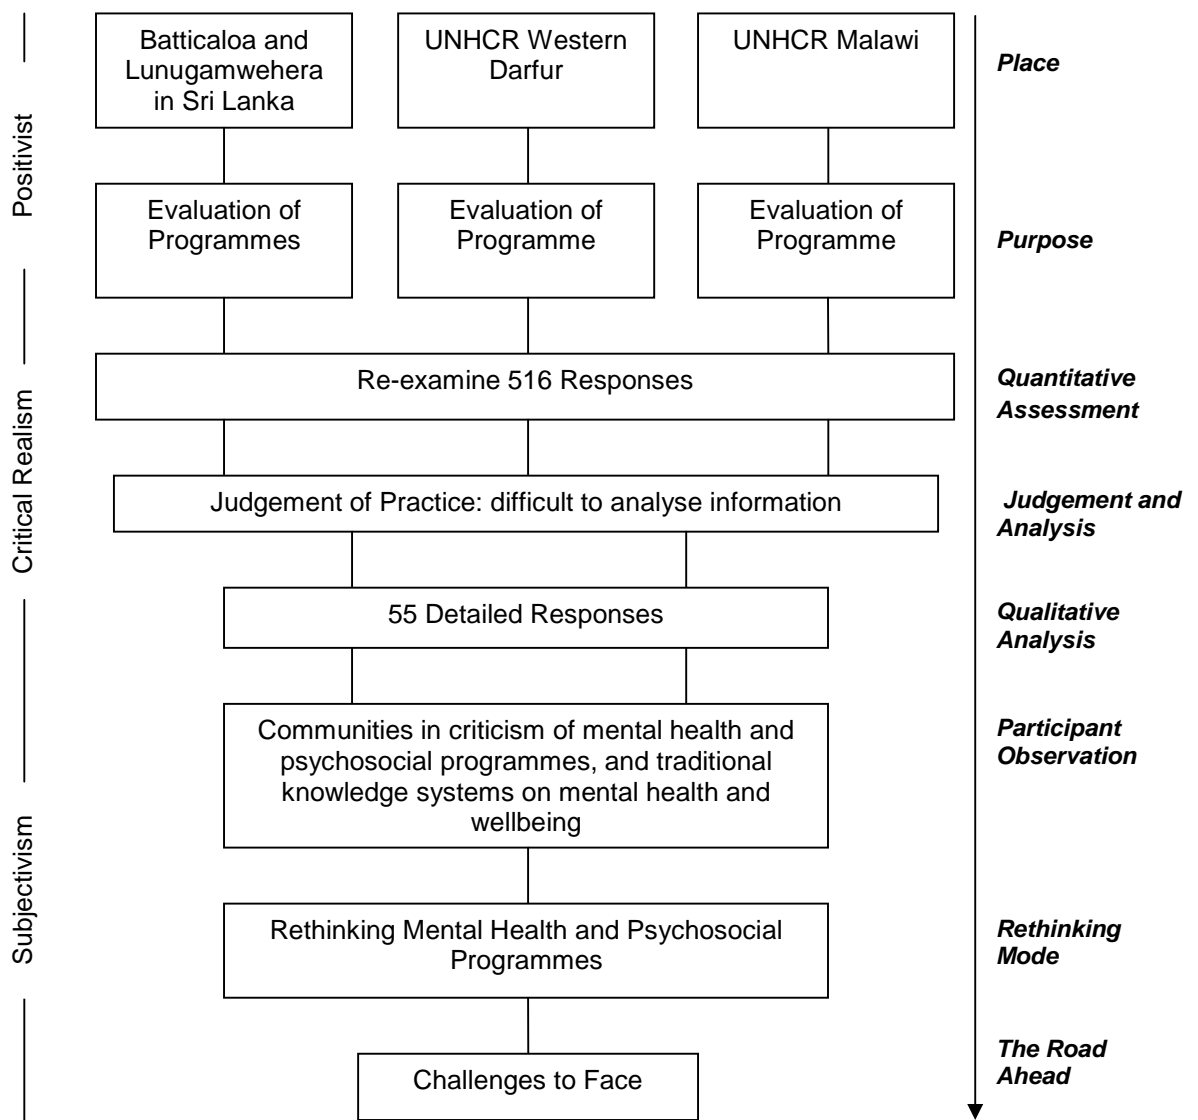 Positivist
Critical Realism
Subjectivism
Batticaloa and
Lunugamwehera
in Sri Lanka
UNHCR Western
Darfur
UNHCR Malawi
Place
Evaluation of
Programmes
Evaluation of
Programme
Evaluation of
Programme
Purpose
Re-examine 516 Responses
Quantitative
Assessment
Judgement of Practice: difficult to analyse information
Judgement and
Analysis
55 Detailed Responses
Qualitative
Analysis
Communities in criticism of mental health and
psychosocial programmes, and traditional
knowledge systems on mental health and
wellbeing
Participant
Observation
Rethinking Mental Health and Psychosocial
Programmes
Rethinking
Mode
Challenges to Face
The Road
Ahead